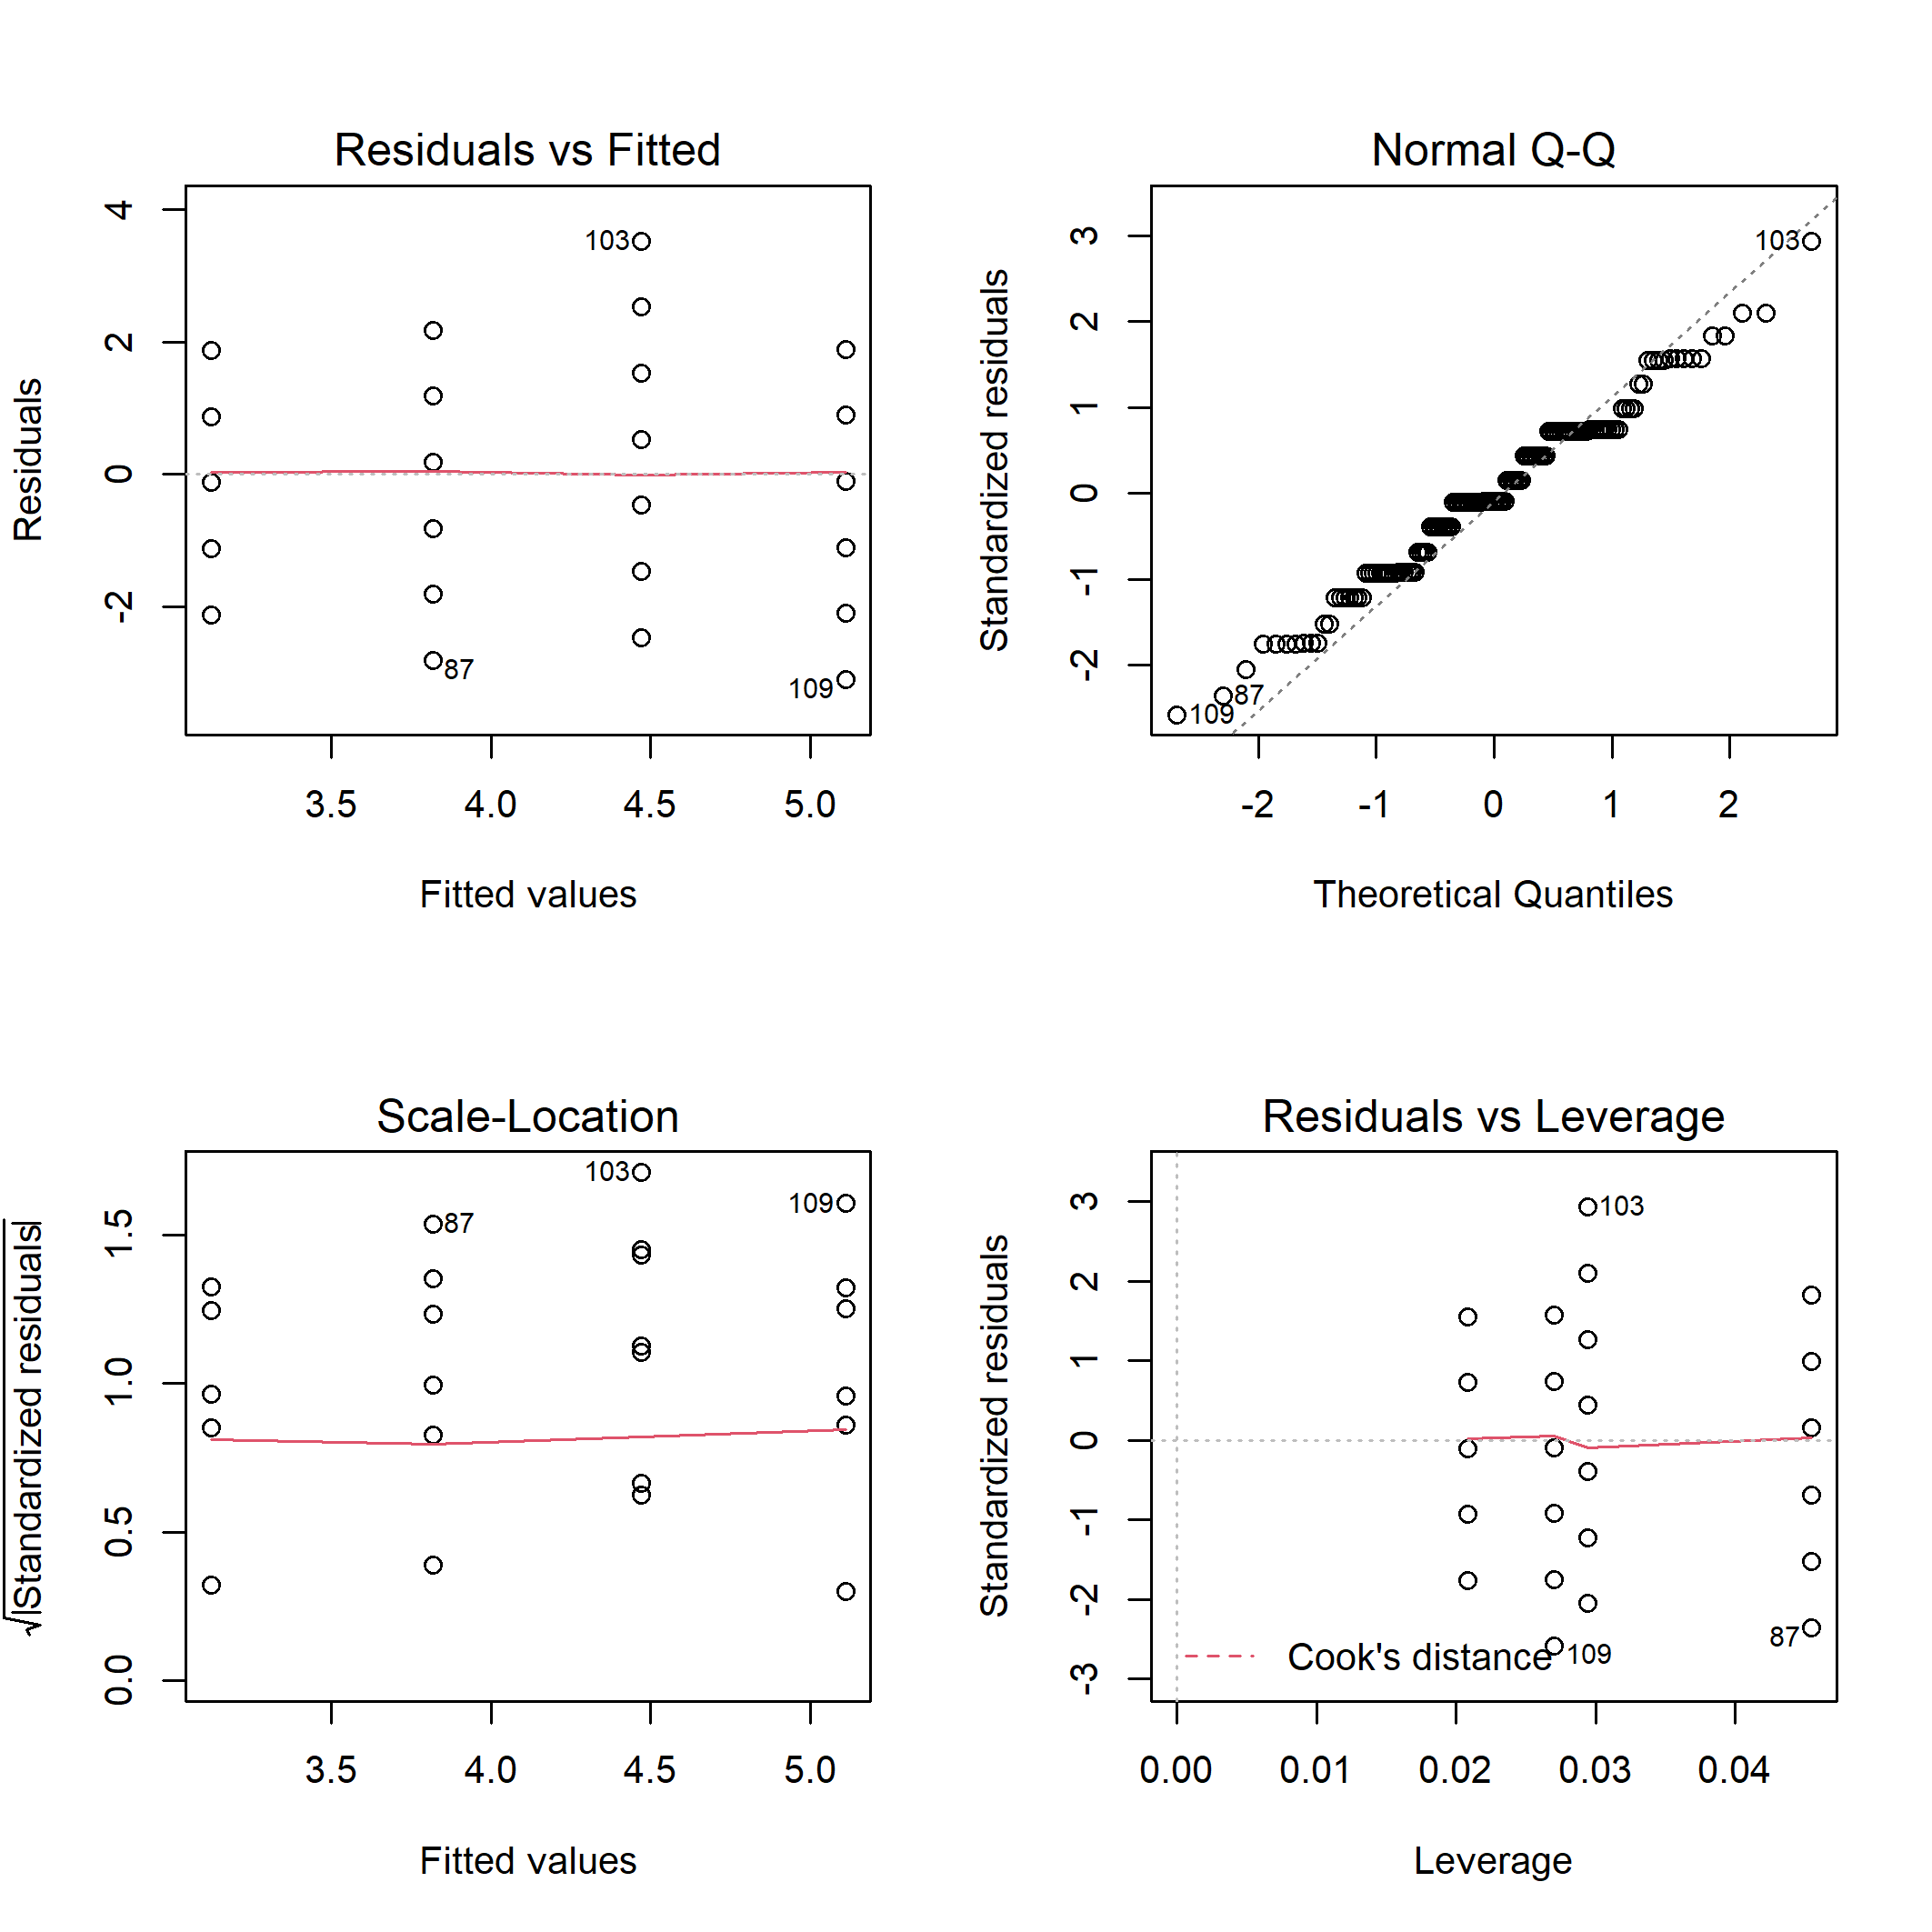 Residuals vs Fitted
Residuals
4
2
0
-2
103
87
109
3.5 4.0 4.5 5.0
Fitted values
Normal Q-Q
Standardized residuals
3
2
1
0
-1
-2
103
87
109
-2 -1 0 1 2
Theoretical Quantiles
Scale-Location
√|Standardized residuals|
1.5
1.0
0.5
0.0
103
109
87
3.5 4.0 4.5 5.0
Fitted values
Residuals vs Leverage
Standardized residuals
3
2
1
0
-1
-2
-3
103
87
109
Cook's distance
0.00 0.01 0.02 0.03 0.04
Leverage